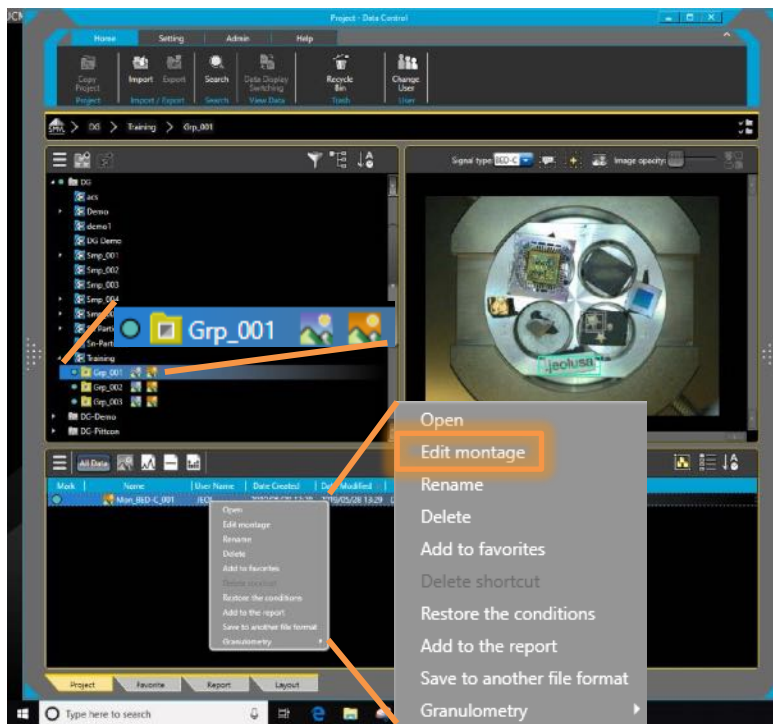 Project - Data Control
Home Setting Admin Help
Copy Project Import Export Search Data Display Switching Recycle Bin Change User
Project Import / Export Search View Data Trash User
DG > Training > Grp_001
Signal type: BED-C Image opacity:
DG
acs
Demo
demo1
DG Demo
Smp_001
Smp_002
Smp_003
Smp_004
Grp_001
Training
Grp_001
Grp_002
Grp_003
DG-Demo
DG-Pittcon
jeolusa
All Data
Mark Name User Name Date Created Date Modified
Mon_BED-C_001 JEOL 2019/05/28 13:29
Open
Edit montage
Rename
Delete
Add to favorites
Delete shortcut
Restore the conditions
Add to the report
Save to another file format
Granulometry
Open
Edit montage
Rename
Delete
Add to favorites
Delete shortcut
Restore the conditions
Add to the report
Save to another file format
Granulometry
Project Favorite Report Layout
Type here to search